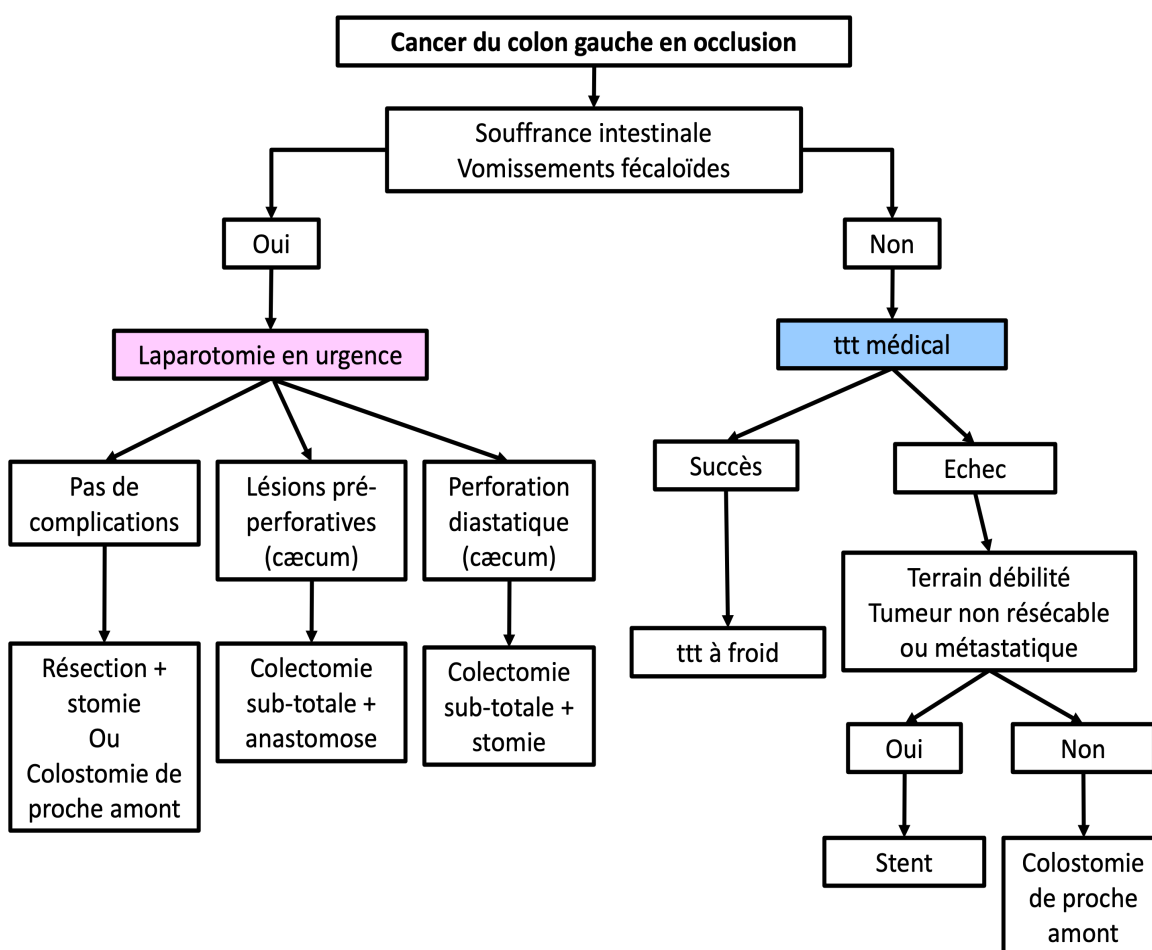 Cancer du colon gauche en occlusion
Souffrance intestinale
Vomissements fécaloïdes
Oui
Non
Laparotomie en urgence
ttt médical
Pas de
complications
Lésions pré-
perforatives
(cæcum)
Perforation
diastatique
(cæcum)
Succès
Echec
Terrain débilité
Tumeur non résécable
ou métastatique
Résection +
stomie
Ou
Colostomie de
proche amont
Colectomie
sub-totale +
anastomose
Colectomie
sub-totale +
stomie
ttt à froid
Oui
Non
Stent
Colostomie
de proche
amont